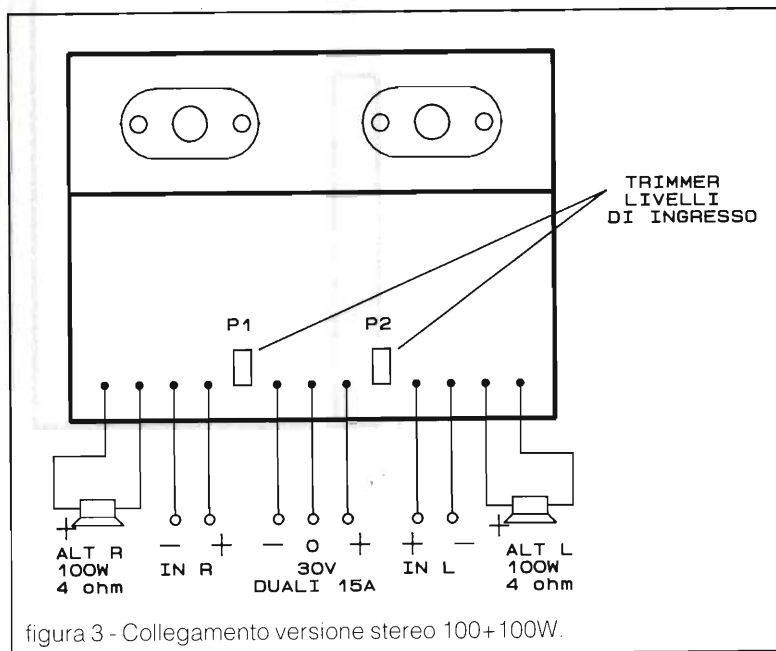 TRIMMER
LIVELLI
DI INGRESSO
P1
P2
+
- +
- o +
+ -
+
ALT R
100W
4 ohm
IN R
30V
DUALI 15A
IN L
ALT L
100W
4 ohm
figura 3 - Collegamento versione stereo 100+100W.